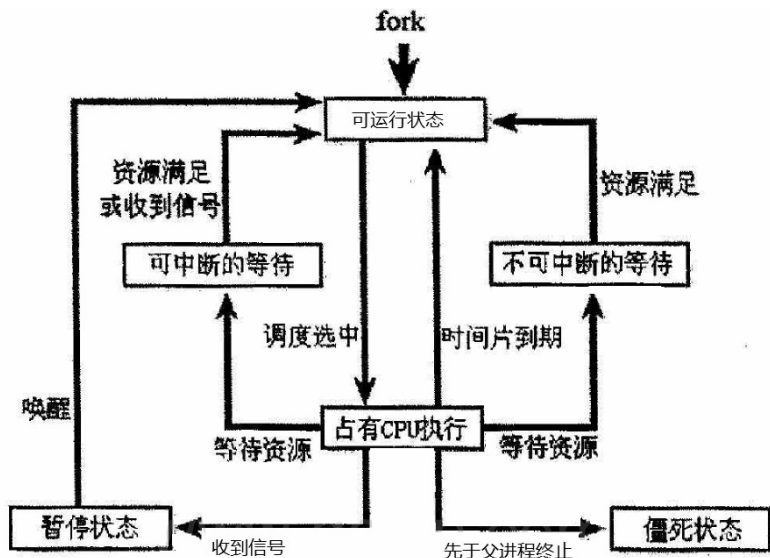 fork
可运行状态
资源满足
或收到信号
资源满足
可中断的等待
不可中断的等待
调度选中
时间片到期
唤醒
占有CPU执行
等待资源
等待资源
暂停状态
僵死状态
收到信号
先于父进程终止